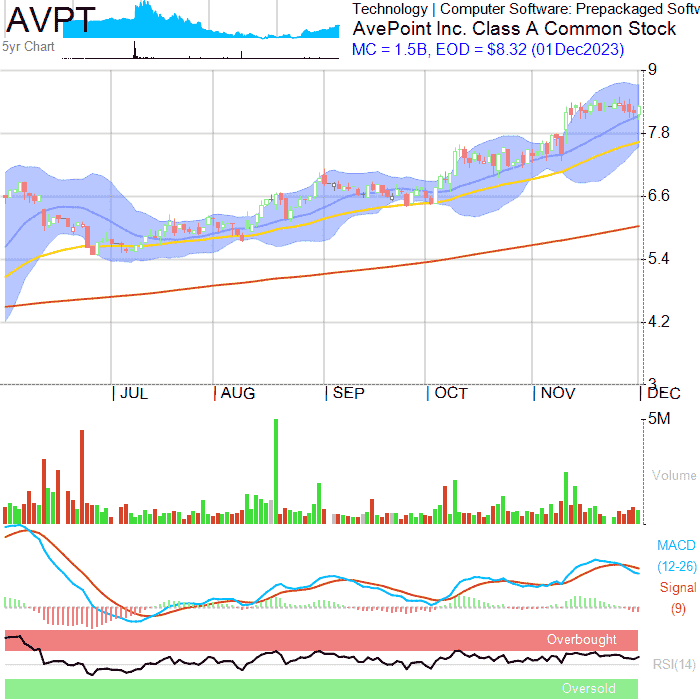 AVPT
5yr Chart
Technology | Computer Software: Prepackaged Softw
AvePoint Inc. Class A Common Stock
MC = 1.5B, EOD = $8.32 (01Dec2023)
9
7.8
6.6
5.4
4.2
3
JUL AUG SEP OCT NOV DEC
5M
Volume
MACD
(12-26)
Signal
(9)
Overbought
RSI(14)
Oversold